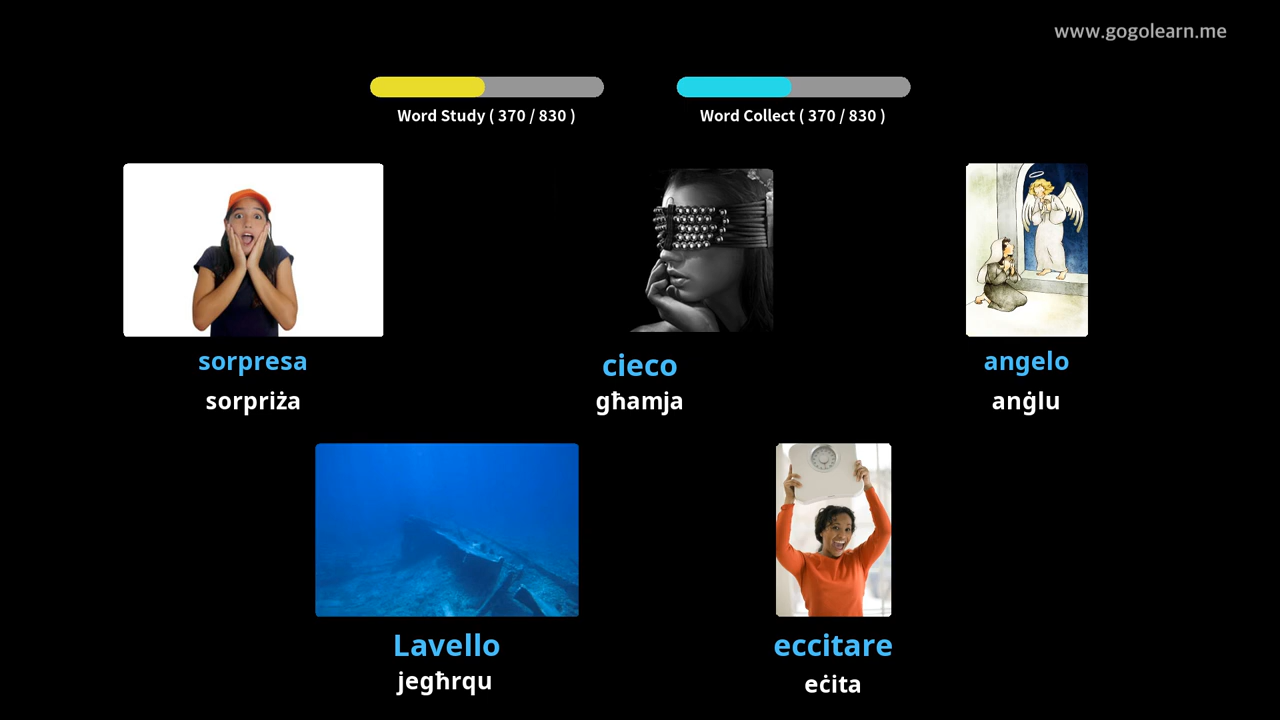 www.gogolearn.me
Word Study ( 370 / 830 )
Word Collect ( 370 / 830 )
sorpresa
sorpriża
cieco
għamja
angelo
anġlu
Lavello
jegħrqu
eccitare
eċita